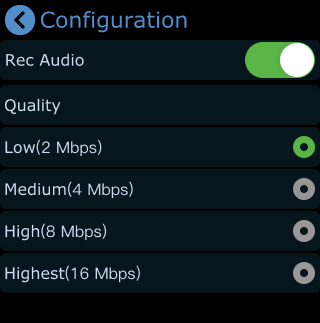 Configuration
Rec Audio
Quality
Low(2 Mbps)
Medium(4 Mbps)
High(8 Mbps)
Highest(16 Mbps)